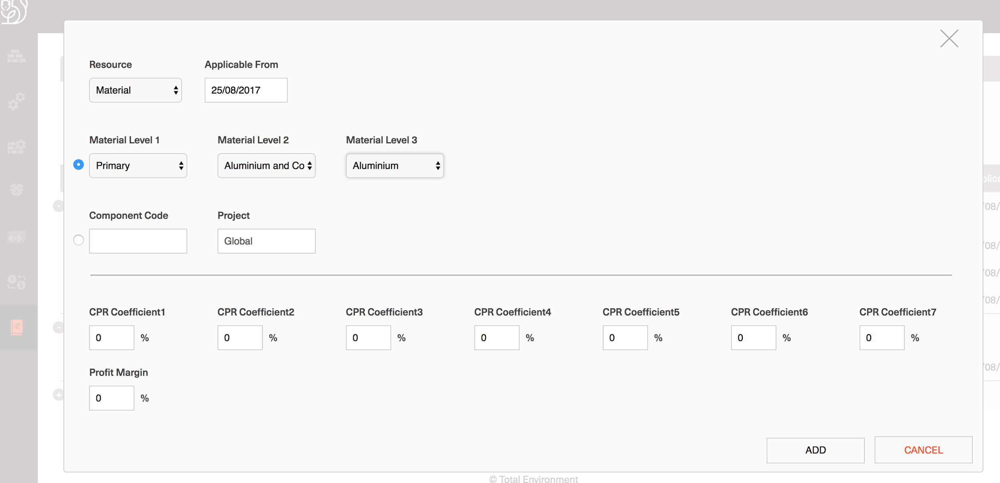 Resource Applicable From
Material 25/08/2017
Material Level 1 Material Level 2 Material Level 3
Primary Aluminium and Co Aluminium
Component Code Project
Global
CPR Coefficient1 CPR Coefficient2 CPR Coefficient3 CPR Coefficient4 CPR Coefficient5 CPR Coefficient6 CPR Coefficient7
0 % 0 % 0 % 0 % 0 % 0 % 0 %
Profit Margin
0 %
ADD CANCEL
/08/
/08/
/08/
/08/
/08/
© Total Environment